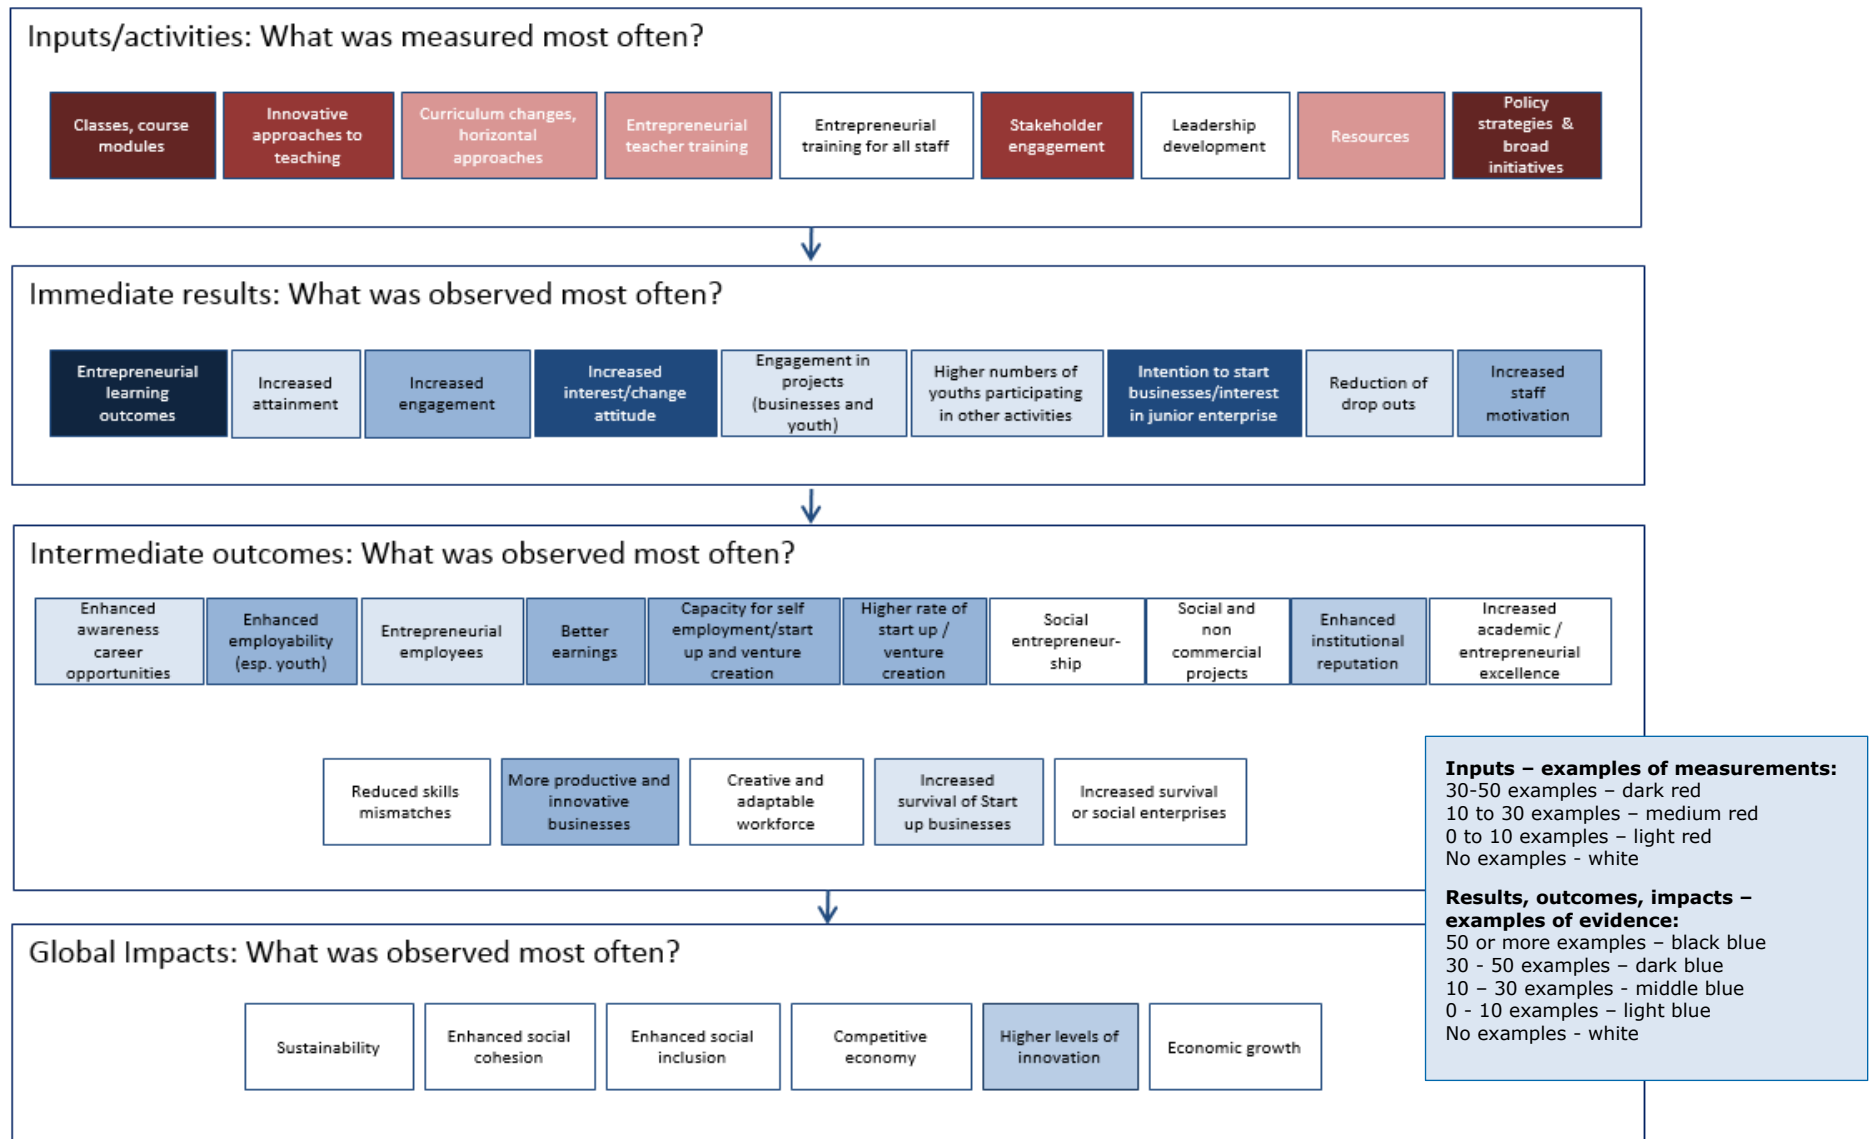 Inputs/activities: What was measured most often?
Classes, course
modules
Innovative
approaches to
teaching
Curriculum changes,
horizontal
approaches
Entrepreneurial
teacher training
Entrepreneurial
training for all staff
Stakeholder
engagement
Leadership
development
Resources
Policy
strategies &
broad
initiatives
Immediate results: What was observed most often?
Entrepreneurial
learning
outcomes
Increased
attainment
Increased
engagement
Increased
interest/change
attitude
Engagement in
projects
(businesses and
youth)
Higher numbers of
youths participating
in other activities
Intention to start
businesses/interest
in junior enterprise
Reduction of
drop outs
Increased
staff
motivation
Intermediate outcomes: What was observed most often?
Enhanced
awareness
career
opportunities
Enhanced
employability
(esp. youth)
Entrepreneurial
employees
Better
earnings
Capacity for self
employment/start
up and venture
creation
Higher rate of
start up /
venture
creation
Social
entrepreneur-
ship
Social and
non
commercial
projects
Enhanced
institutional
reputation
Increased
academic /
entrepreneurial
excellence
Reduced skills
mismatches
More productive and
innovative
businesses
Creative and
adaptable
workforce
Increased
survival of Start
up businesses
Increased survival
or social enterprises
Global Impacts: What was observed most often?
Sustainability
Enhanced social
cohesion
Enhanced social
inclusion
Competitive
economy
Higher levels of
innovation
Economic growth
Inputs – examples of measurements:
30-50 examples – dark red
10 to 30 examples – medium red
0 to 10 examples – light red
No examples - white
Results, outcomes, impacts –
examples of evidence:
50 or more examples – black blue
30 - 50 examples – dark blue
10 – 30 examples - middle blue
0 - 10 examples – light blue
No examples - white